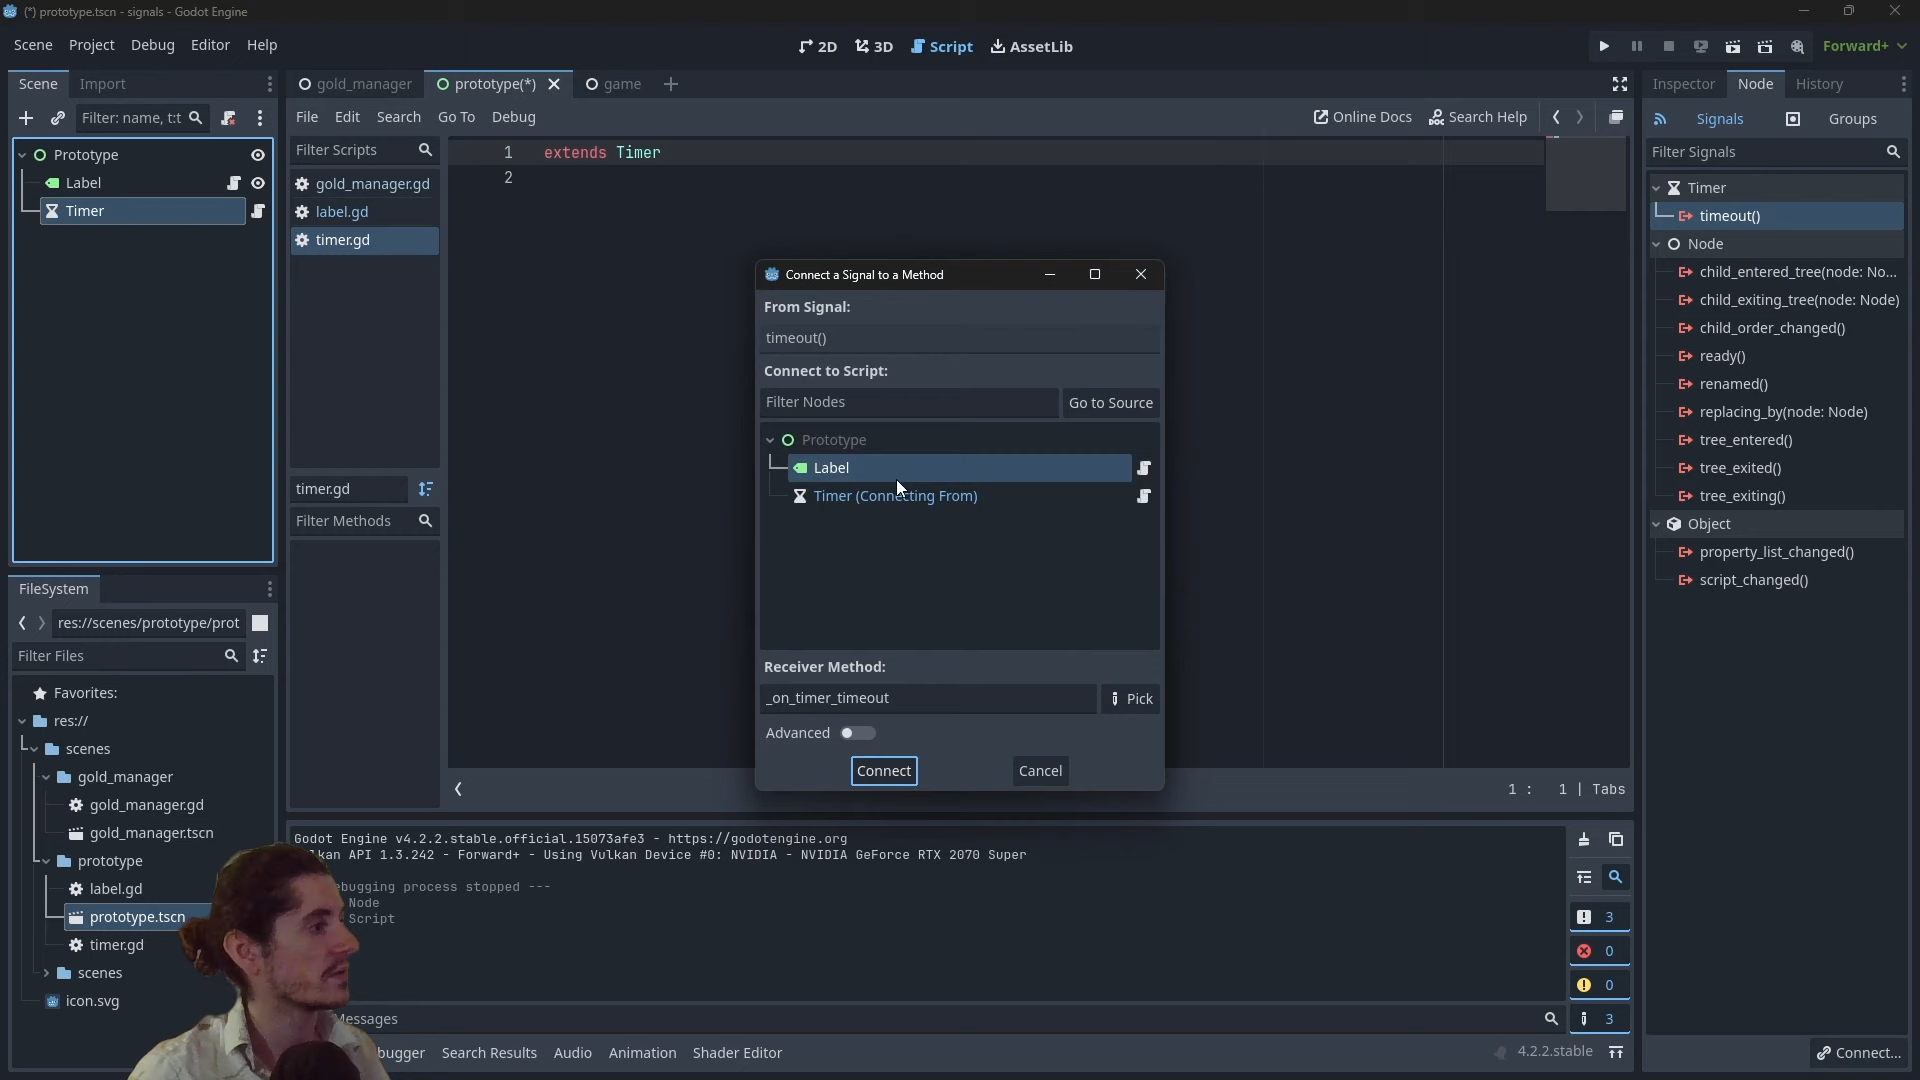 (*) prototype.tscn - signals - Godot Engine
Scene Project Debug Editor Help
2D 3D Script AssetLib
Forward+
Scene Import
gold_manager prototype(*) game
Inspector Node History
Filter: name, t:t
File Edit Search Go To Debug
Online Docs Search Help
Signals Groups
Prototype
Label
Timer
Filter Scripts
gold_manager.gd
label.gd
timer.gd
timer.gd
Filter Methods
1 extends Timer
2
Connect a Signal to a Method
From Signal:
timeout()
Connect to Script:
Filter Nodes Go to Source
Prototype
Label
Timer (Connecting From)
Receiver Method:
_on_timer_timeout Pick
Advanced
Connect Cancel
1 : 1 | Tabs
Filter Signals
Timer
timeout()
Node
child_entered_tree(node: No...
child_exiting_tree(node: Node)
child_order_changed()
ready()
renamed()
replacing_by(node: Node)
tree_entered()
tree_exited()
tree_exiting()
Object
property_list_changed()
script_changed()
Connect...
FileSystem
res://scenes/prototype/prot
Filter Files
Favorites:
res://
scenes
gold_manager
gold_manager.gd
gold_manager.tscn
prototype
label.gd
prototype.tscn
timer.gd
scenes
icon.svg
Godot Engine v4.2.2.stable.official.15073afe3 - https://godotengine.org
kan API 1.3.242 - Forward+ - Using Vulkan Device #0: NVIDIA - NVIDIA GeForce RTX 2070 Super
bugging process stopped ---
Node
Script
Messages
3
0
0
3
bugger Search Results Audio Animation Shader Editor
4.2.2.stable